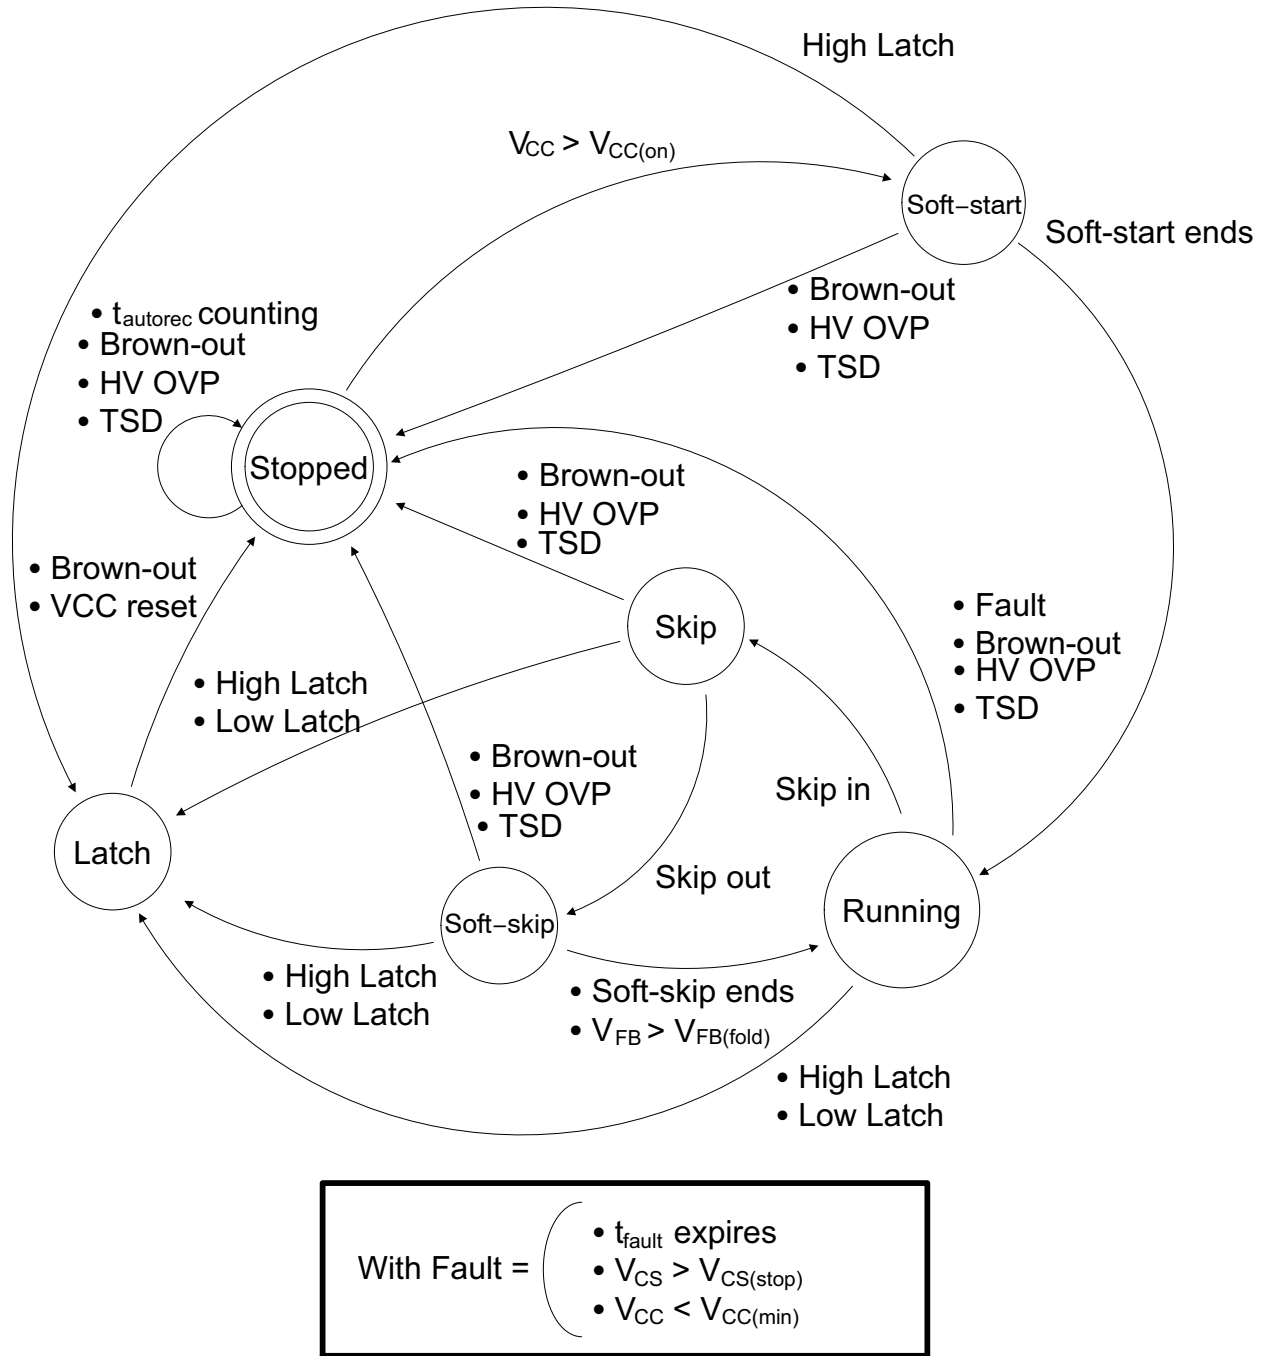 High Latch
VCC > VCC(on)
Soft−start
Soft-start ends
• Brown-out
• HV OVP
• TSD
• tautorec counting
• Brown-out
• HV OVP
• TSD
Stopped
• Brown-out
• HV OVP
• TSD
• Brown-out
• VCC reset
• Fault
• Brown-out
• HV OVP
• TSD
Skip
• High Latch
• Low Latch
• Brown-out
• HV OVP
• TSD
Skip in
Latch
Skip out
Running
Soft−skip
• High Latch
• Low Latch
• Soft-skip ends
• VFB > VFB(fold)
• High Latch
• Low Latch
With Fault =
• tfault expires
• VCS > VCS(stop)
• VCC < VCC(min)